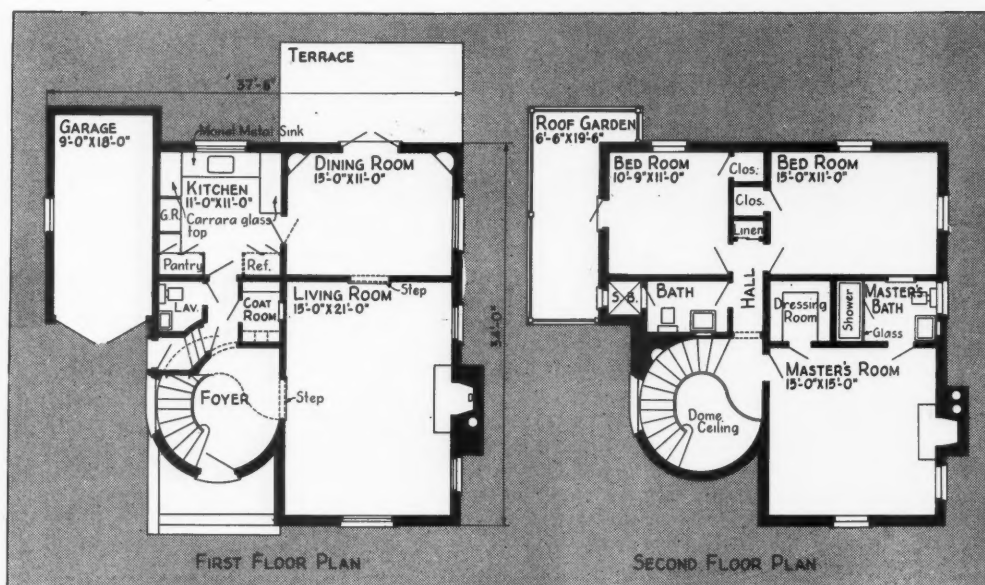 TERRACE
37'-6"
GARAGE
9'-0"X18'-0"
Monel Metal Sink
DINING ROOM
15'-0"X11'-0"
KITCHEN
11'-0"X11'-0"
G.R.
Carrara glass
top
Pantry
Ref.
Step
LAV.
COAT
ROOM
LIVING ROOM
15'-0"X21'-0"
34'-0"
FOYER
Step
FIRST FLOOR PLAN
ROOF GARDEN
6'-6"X19'-6"
BED ROOM
10'-9"X11'-0"
Clos.
BED ROOM
15'-0"X11'-0"
Clos.
Linen
S.B.
BATH
HALL
Dressing
Room
Shower
MASTER'S
BATH
Glass
MASTER'S ROOM
15'-0"X15'-0"
Dome
Ceiling
SECOND FLOOR PLAN